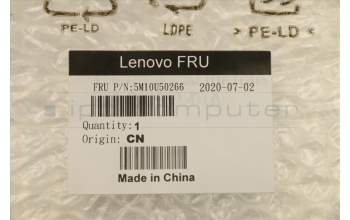 PE-LD
LDPE
> PE-LD <
Lenovo FRU
FRU P/N:5M10U50266 2020-07-02
Quantity:1
Origin: CN
Made in China